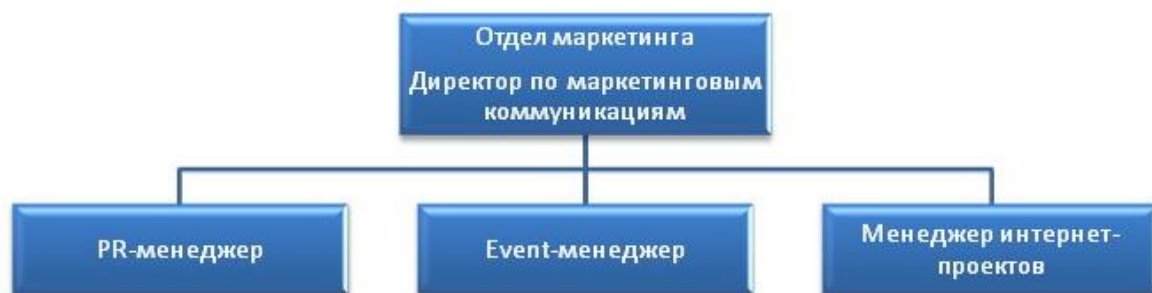 Отдел маркетинга
Директор по маркетинговым
коммуникациям
PR-менеджер
Event-менеджер
Менеджер интернет-
проектов